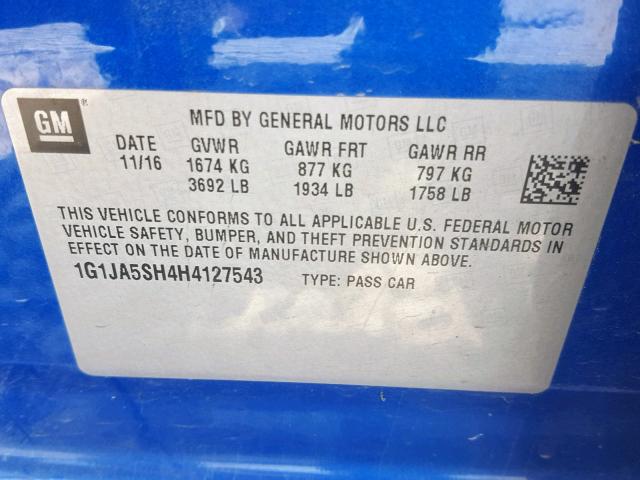 GM
MFD BY GENERAL MOTORS LLC
DATE GVWR GAWR FRT GAWR RR
11/16 1674 KG 877 KG 797 KG
3692 LB 1934 LB 1758 LB
THIS VEHICLE CONFORMS TO ALL APPLICABLE U.S. FEDERAL MOTOR
VEHICLE SAFETY, BUMPER, AND THEFT PREVENTION STANDARDS IN
EFFECT ON THE DATE OF MANUFACTURE SHOWN ABOVE.
1G1JA5SH4H4127543 TYPE: PASS CAR